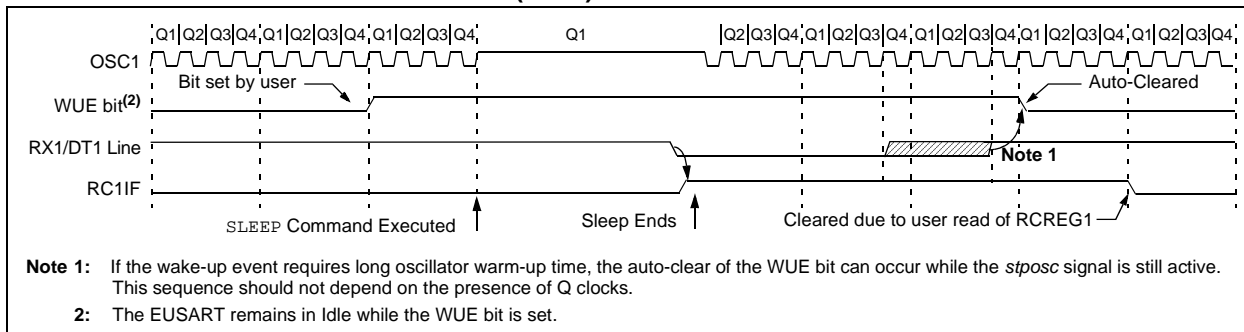 Q1 Q2 Q3 Q4 Q1 Q2 Q3 Q4 Q1 Q2 Q3 Q4 Q1 Q2 Q3 Q4 Q1 Q2 Q3 Q4 Q1 Q2 Q3 Q4 Q1 Q2 Q3 Q4 Q1 Q2 Q3 Q4
OSC1
Bit set by user
Auto-Cleared
WUE bit(2)
RX1/DT1 Line
Note 1
RC1IF
SLEEP Command Executed
Sleep Ends
Cleared due to user read of RCREG1
Note 1: If the wake-up event requires long oscillator warm-up time, the auto-clear of the WUE bit can occur while the stposc signal is still active.
This sequence should not depend on the presence of Q clocks.
2: The EUSART remains in Idle while the WUE bit is set.